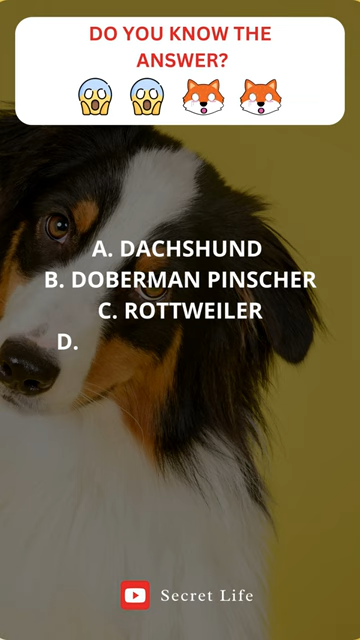 DO YOU KNOW THE
ANSWER?
A. DACHSHUND
B. DOBERMAN PINSCHER
C. ROTTWEILER
D.
Secret Life